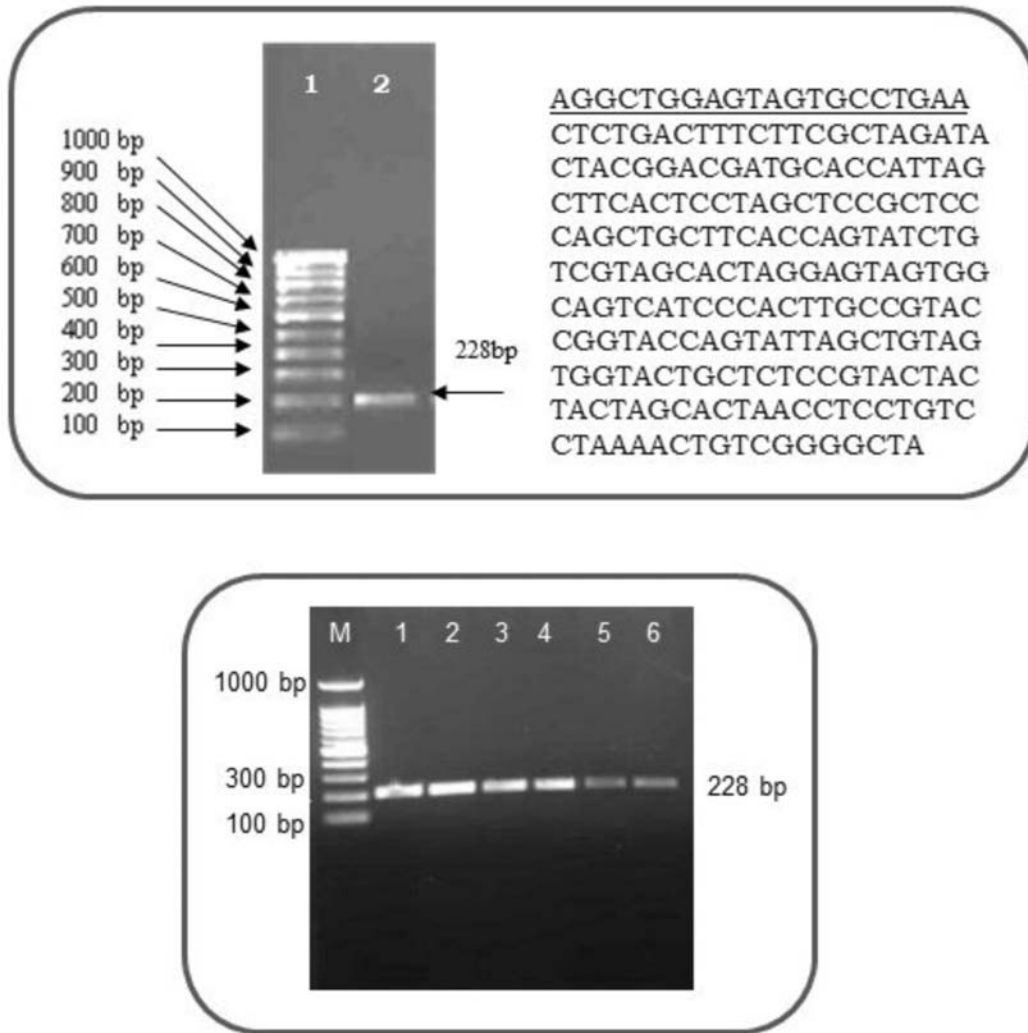 1 2
1000 bp
900 bp
800 bp
700 bp
600 bp
500 bp
400 bp
300 bp
200 bp
100 bp
228bp
AGGCTGGAGTAGTGCCTGAA
CTCTGACTTTCTTCGCTAGATA
CTACGGACGATGCACCATTAG
CTTCACTCCTAGCTCCGCTCC
CAGCTGCTTCACCAGTATCTG
TCGTAGCACTAGGAGTAGTGG
CAGTCATCCCACTTGCCGTAC
CGGTACCAGTATTAGCTGTAG
TGGTACTGCTCTCCGTACTAC
TACTAGCACTAACCTCCTGTC
CTAAAACTGTCGGGGCTA
M 1 2 3 4 5 6
1000 bp
300 bp
100 bp
228 bp